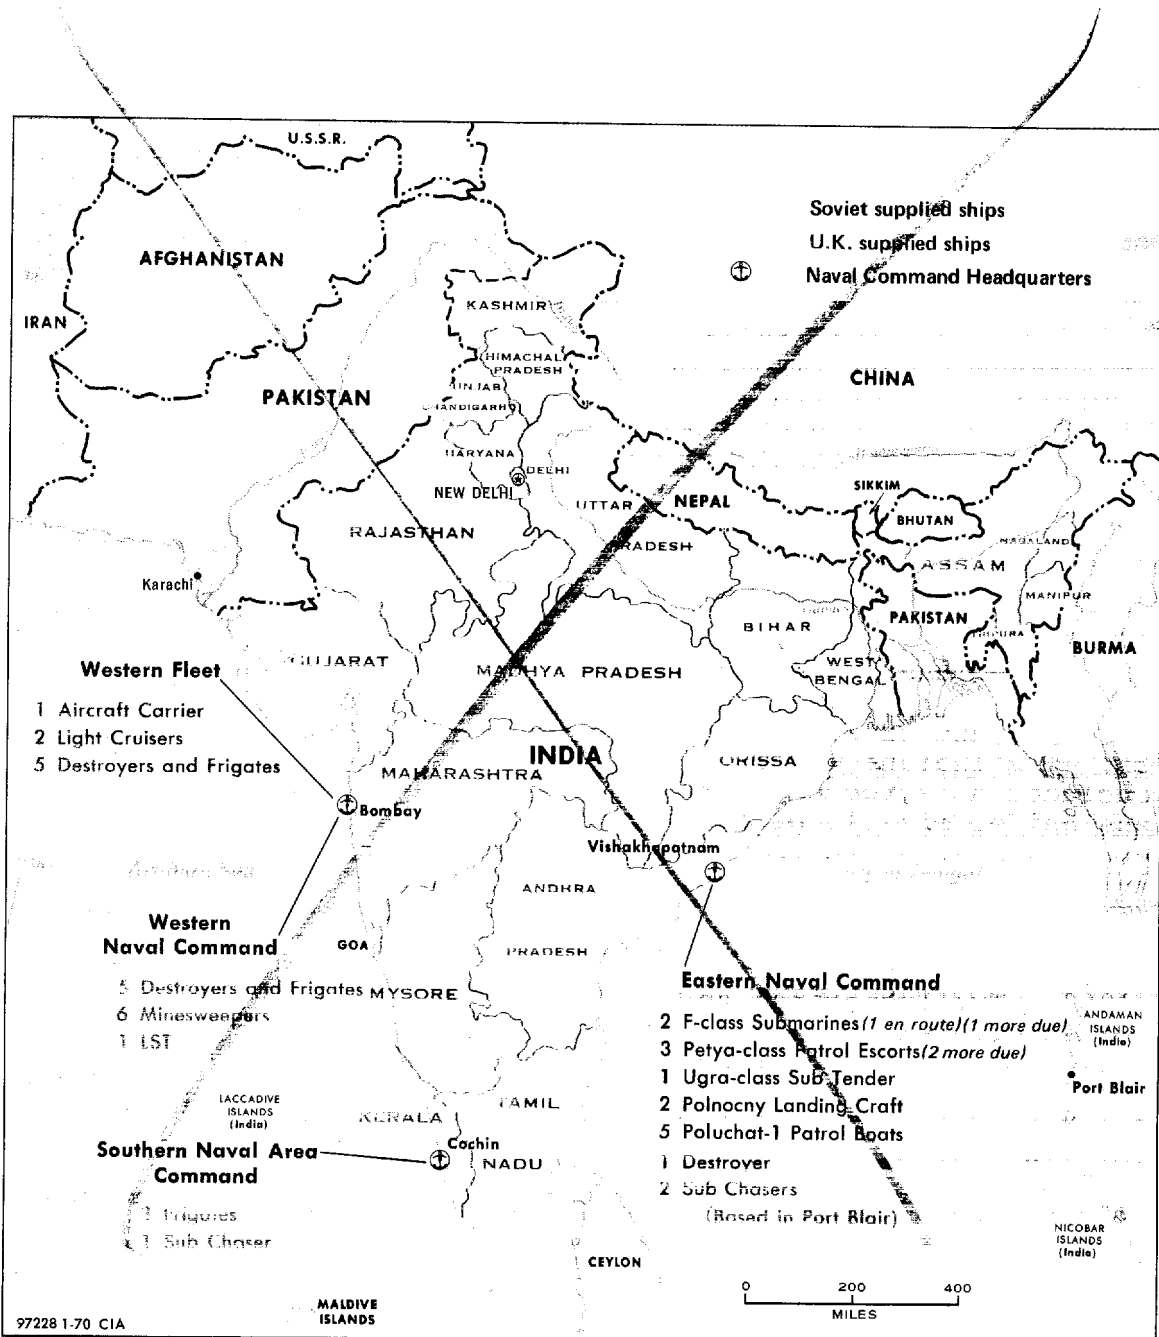 U.S.S.R.
Soviet supplied ships
U.K. supplied ships
Naval Command Headquarters
AFGHANISTAN
IRAN
KASHMIR
HIMACHAL
PRADESH
PAKISTAN
CHINA
HARYANA
DELHI
NEW DELHI
RAJASTHAN
UTTAR
NEPAL
SIKKIM
BHUTAN
NAGALAND
ASSAM
MANIPUR
Karachi
BIHAR
PAKISTAN
BURMA
WEST
BENGAL
GUJARAT
MADHYA PRADESH
Western Fleet
1 Aircraft Carrier
2 Light Cruisers
5 Destroyers and Frigates
INDIA
MAHARASHTRA
ORISSA
Bombay
Vishakhapatnam
Arabian Sea
ANDHRA
PRADESH
Western
Naval Command
GOA
5 Destroyers and Frigates
6 Minesweepers
1 LST
MYSORE
Eastern Naval Command
2 F-class Submarines (1 en route) (1 more due)
3 Petya-class Patrol Escorts (2 more due)
1 Ugra-class Sub Tender
2 Polnocny Landing Craft
5 Poluchat-1 Patrol Boats
1 Destroyer
2 Sub Chasers
(Based in Port Blair)
ANDAMAN
ISLANDS
(India)
Port Blair
LACCADIVE
ISLANDS
(India)
KERALA
TAMIL
NADU
Cochin
Southern Naval Area
Command
Frigates
1 Sub Chaser
NICOBAR
ISLANDS
(India)
CEYLON
0 200 400
MILES
MALDIVE
ISLANDS
97228 1-70 CIA